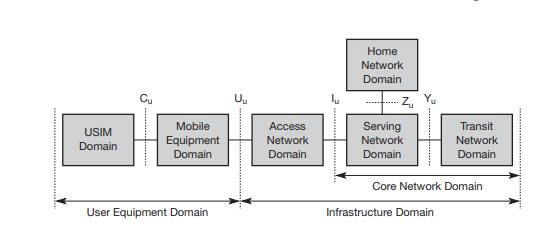 Home
Network
Domain
Cu
Uu
Iu
Zu
Yu
USIM
Domain
Mobile
Equipment
Domain
Access
Network
Domain
Serving
Network
Domain
Transit
Network
Domain
Core Network Domain
User Equipment Domain
Infrastructure Domain